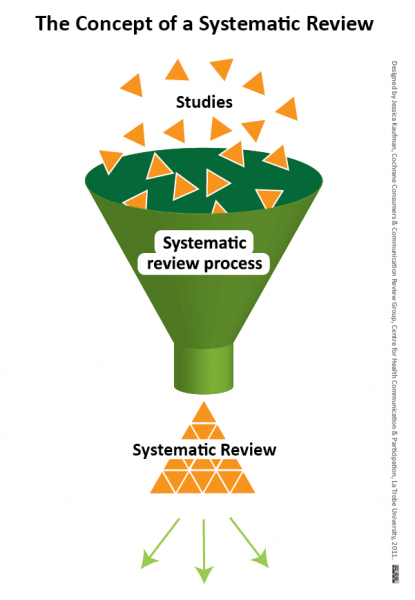 The Concept of a Systematic Review
Studies
Systematic
review process
Systematic Review
Designed by Jessica Kaufman, Cochrane Consumers & Communication Review Group, Centre for Health Communication & Participation, La Trobe University, 2011.